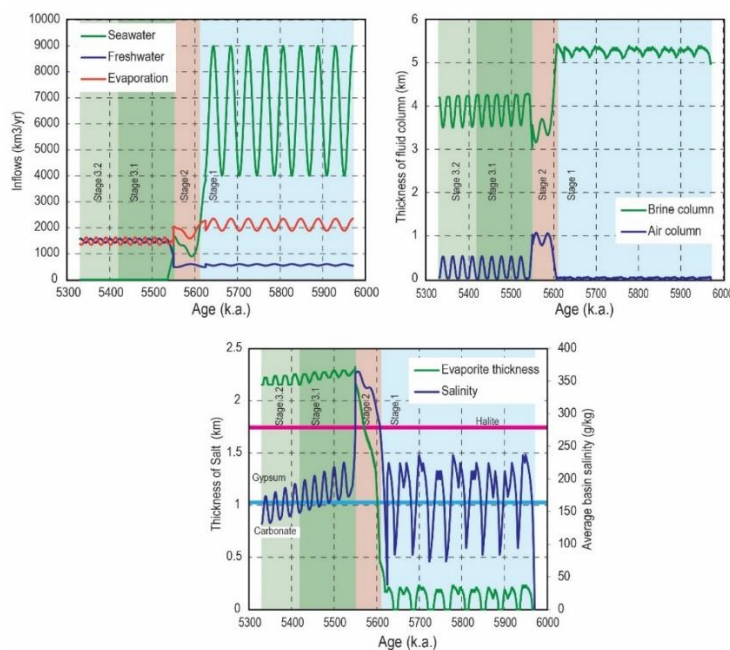 10000
9000
8000
7000
6000
5000
4000
3000
2000
1000
0
Inflows (km3/yr)
Seawater
Freshwater
Evaporation
Stage 3.2
Stage 3.1
Stage 2
Stage 1
5300 5400 5500 5600 5700 5800 5900 6000
Age (k.a.)
6
5
4
3
2
1
0
Thickness of fluid column (km)
Stage 3.2
Stage 3.1
Stage 2
Stage 1
Brine column
Air column
5300 5400 5500 5600 5700 5800 5900 6000
Age (k.a.)
2.5
2
1.5
1
0.5
0
Thickness of Salt (km)
Evaporite thickness
Salinity
Stage 3.2
Stage 3.1
Stage 2
Stage 1
Halite
Gypsum
Carbonate
400
350
300
250
200
150
100
50
0
Average basin salinity (g/kg)
5200 5300 5400 5500 5600 5700 5800 5900 6000
Age (k.a.)